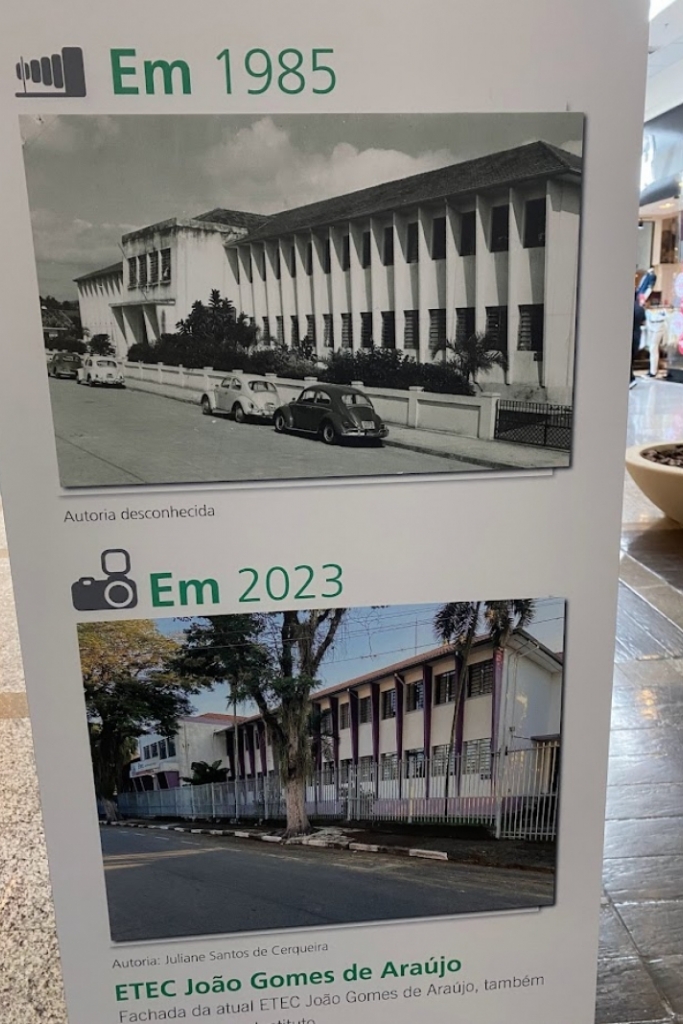 Em 1985
Autoria desconhecida
Em 2023
Autoria: Juliane Santos de Cerqueira
ETEC João Gomes de Araújo
Fachada da atual ETEC João Gomes de Araújo, também